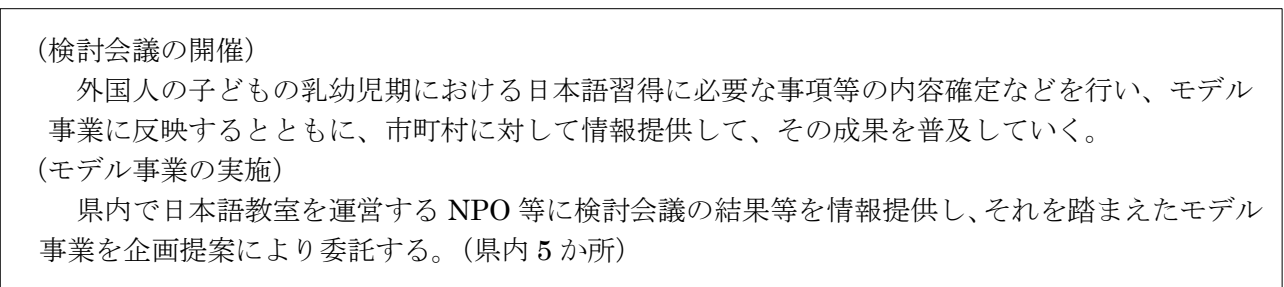 （検討会議の開催）
外国人の子どもの乳幼児期における日本語習得に必要な事項等の内容確定などを行い、モデル
事業に反映するとともに、市町村に対して情報提供して、その成果を普及していく。
（モデル事業の実施）
県内で日本語教室を運営する NPO 等に検討会議の結果等を情報提供し、それを踏まえたモデル
事業を企画提案により委託する。（県内 5 か所）